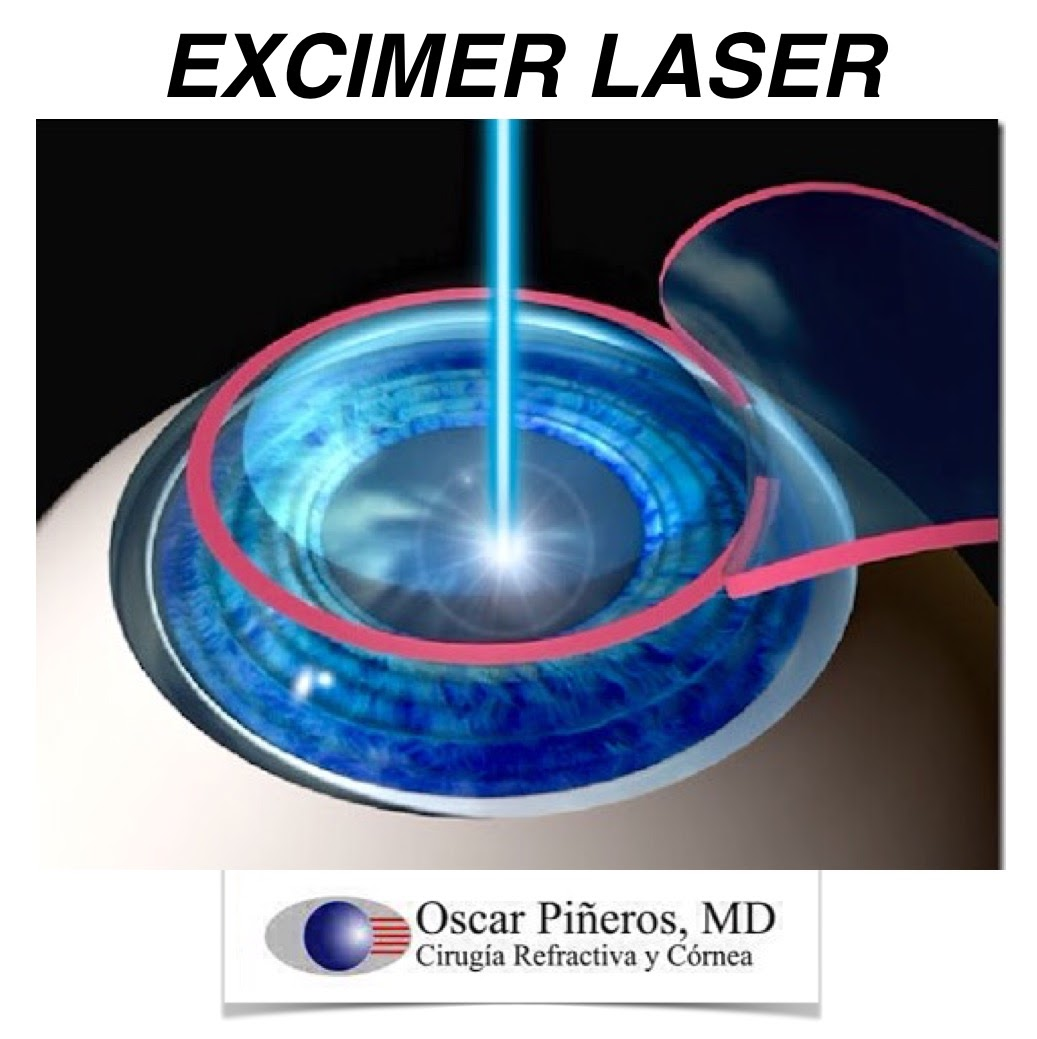 EXCIMER LASER
Oscar Piñeros, MD
Cirugía Refractiva y Córnea